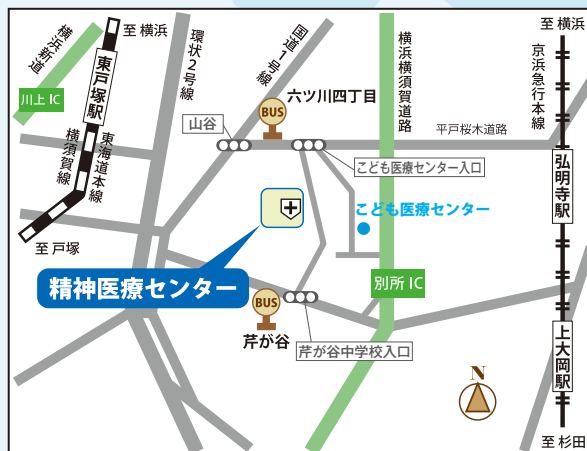 至 横浜
横浜新道
川上 IC
東戸塚駅
東海道本線
横須賀線
至 戸塚
環状2号線
国道1号線
BUS
六ツ川四丁目
横浜横須賀道路
至 横浜
京浜急行本線
山谷
平戸桜木道路
こども医療センター入口
弘明寺駅
こども医療センター
精神医療センター
別所 IC
BUS
芹が谷
芹が谷中学校入口
上大岡駅
N
至 杉田